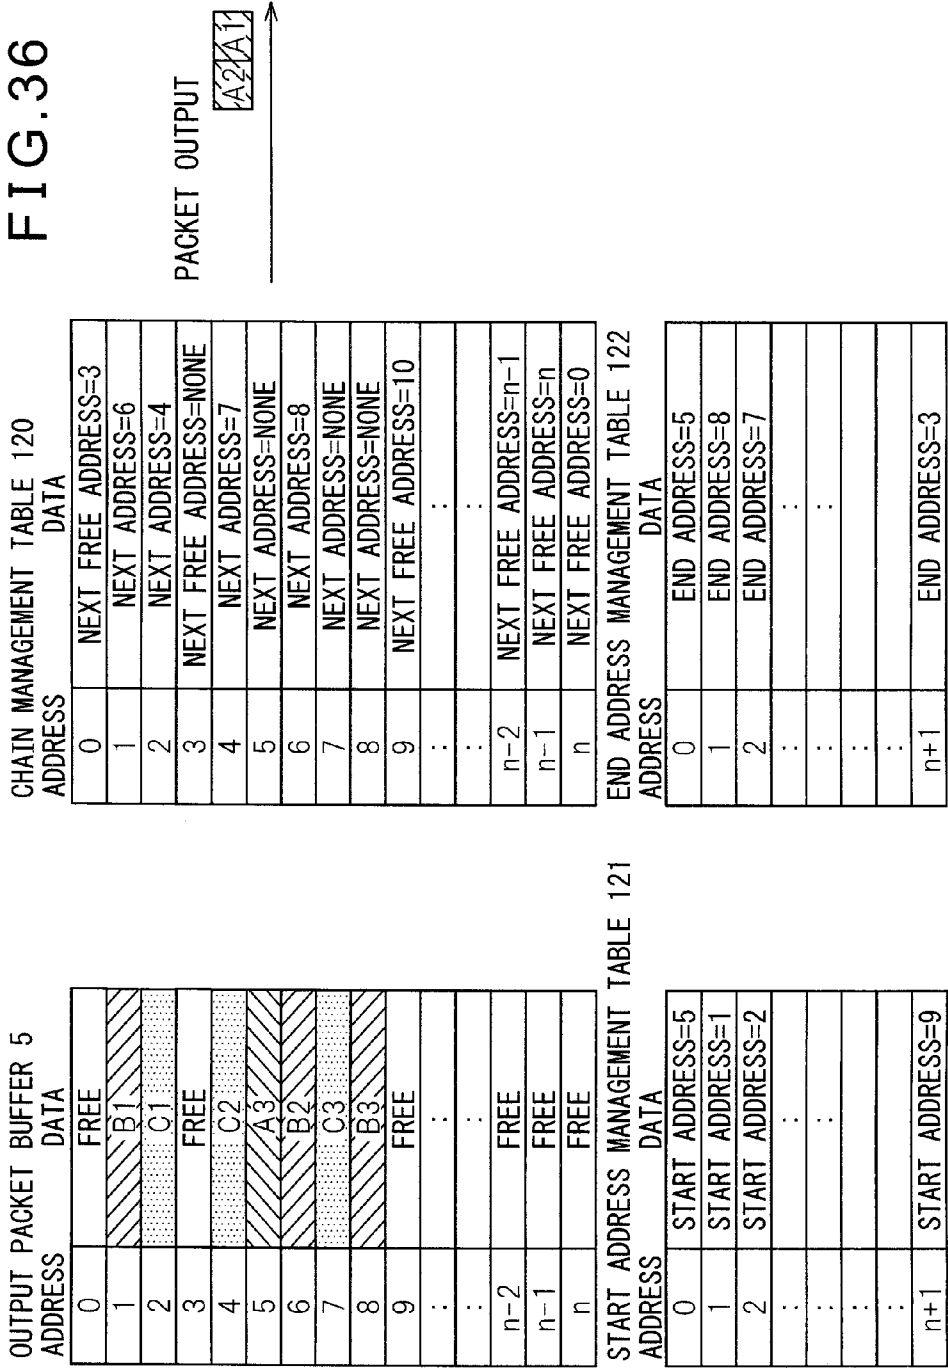 FIG.36
OUTPUT PACKET BUFFER 5
ADDRESS DATA
0 FREE
1 B1
2 C1
3 FREE
4 C2
5 A3
6 B2
7 C3
8 B3
9 FREE
: :
: :
n-2 FREE
n-1 FREE
n FREE
CHAIN MANAGEMENT TABLE 120
ADDRESS DATA
0 NEXT FREE ADDRESS=3
1 NEXT ADDRESS=6
2 NEXT ADDRESS=4
3 NEXT FREE ADDRESS=NONE
4 NEXT ADDRESS=7
5 NEXT ADDRESS=NONE
6 NEXT ADDRESS=8
7 NEXT ADDRESS=NONE
8 NEXT ADDRESS=NONE
9 NEXT FREE ADDRESS=10
: :
: :
n-2 NEXT FREE ADDRESS=n-1
n-1 NEXT FREE ADDRESS=n
n NEXT FREE ADDRESS=0
PACKET OUTPUT
A2 A1
START ADDRESS MANAGEMENT TABLE 121
ADDRESS DATA
0 START ADDRESS=5
1 START ADDRESS=1
2 START ADDRESS=2
: :
: :
:
:
n+1 START ADDRESS=9
END ADDRESS MANAGEMENT TABLE 122
ADDRESS DATA
0 END ADDRESS=5
1 END ADDRESS=8
2 END ADDRESS=7
: :
: :
:
:
n+1 END ADDRESS=3